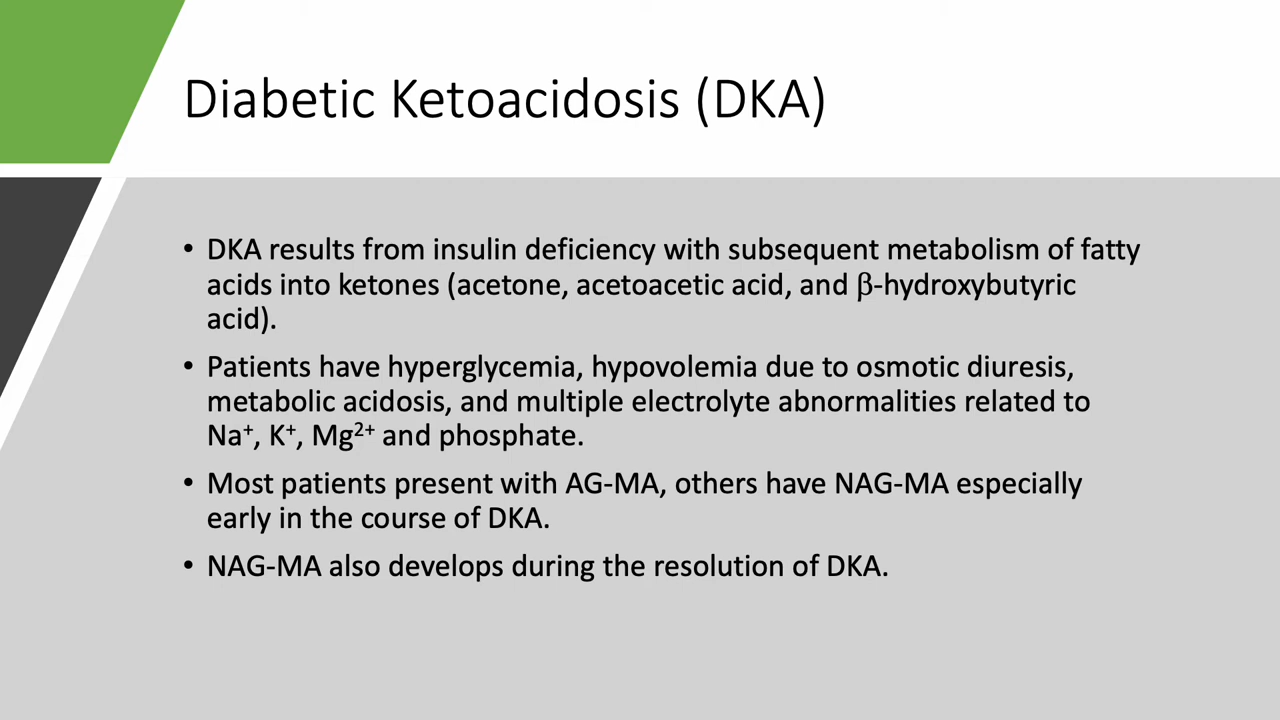 Diabetic Ketoacidosis (DKA)
• DKA results from insulin deficiency with subsequent metabolism of fatty
acids into ketones (acetone, acetoacetic acid, and β-hydroxybutyric
acid).
• Patients have hyperglycemia, hypovolemia due to osmotic diuresis,
metabolic acidosis, and multiple electrolyte abnormalities related to
Na⁺, K⁺, Mg²⁺ and phosphate.
• Most patients present with AG-MA, others have NAG-MA especially
early in the course of DKA.
• NAG-MA also develops during the resolution of DKA.